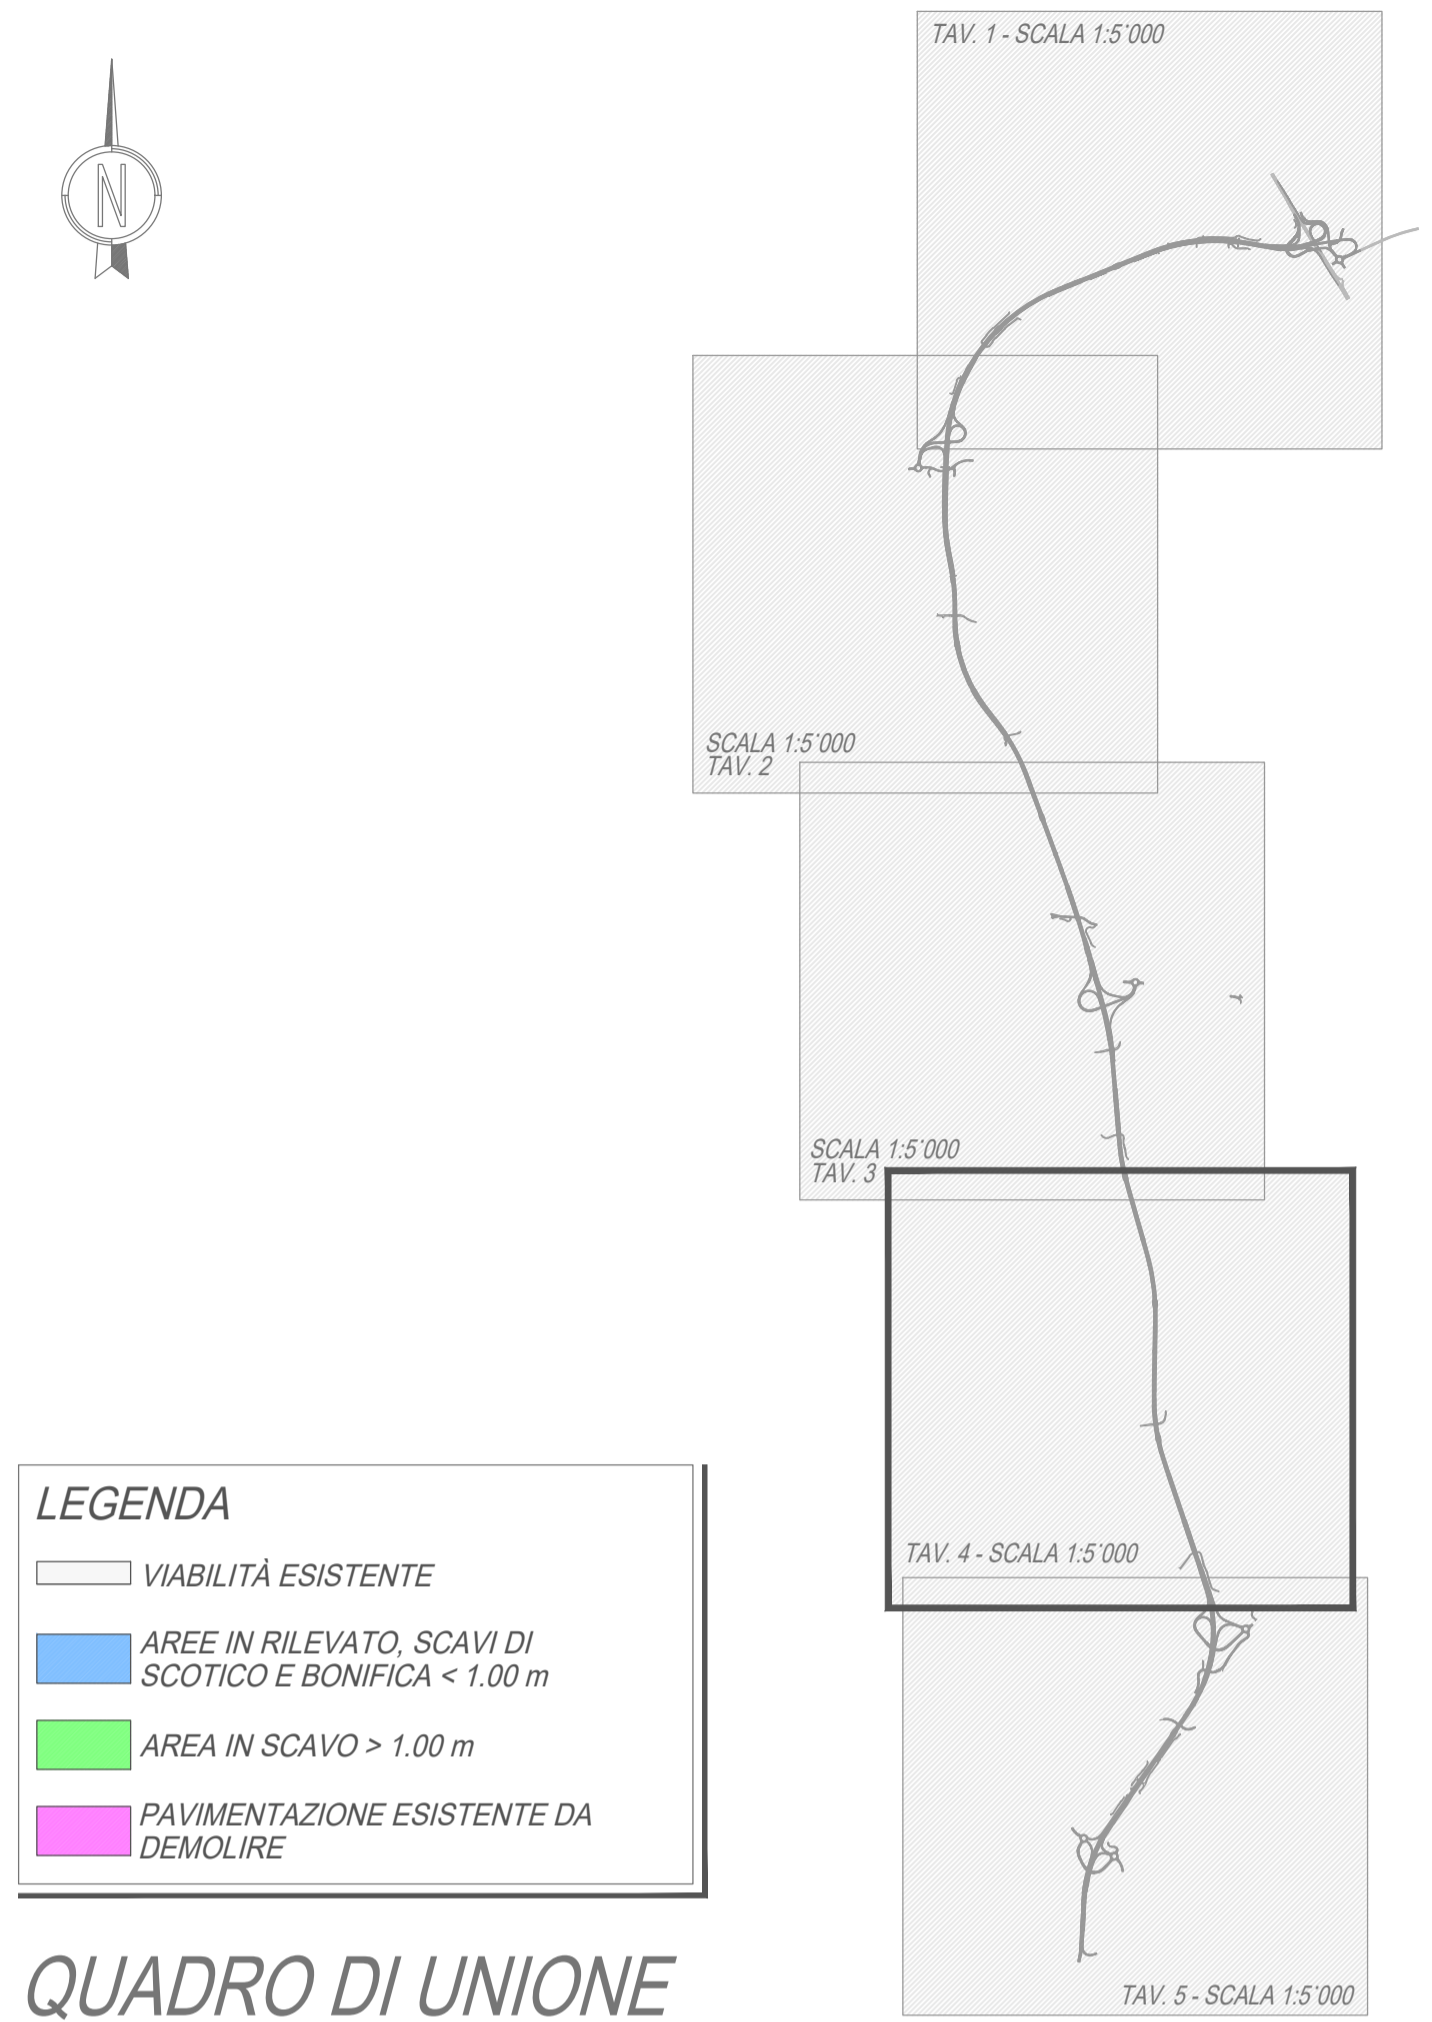 TAV. 1 - SCALA 1:5'000
N
SCALA 1:5'000
TAV. 2
SCALA 1:5'000
TAV. 3
TAV. 4 - SCALA 1:5'000
LEGENDA
VIABILITÀ ESISTENTE
AREE IN RILEVATO, SCAVI DI
SCOTICO E BONIFICA < 1.00 m
AREA IN SCAVO > 1.00 m
PAVIMENTAZIONE ESISTENTE DA
DEMOLIRE
QUADRO DI UNIONE
TAV. 5 - SCALA 1:5'000